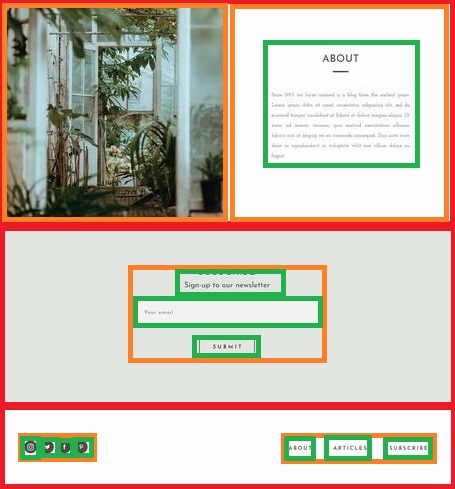 ABOUT
Since 1995 we have
is a blog from the earliest years.
Lorem ipsum dolor sit amet, consectetur adipiscing elit, sed do
eiusmod tempor incididunt ut labore et dolore magna aliqua. Ut
enim ad minim veniam, quis nostrud exercitation ullamco
laboris nisi ut aliquip ex ea commodo consequat. Duis aute irure
dolor in reprehenderit in voluptate velit esse cillum dolore eu
fugiat
SUBSCRIBE
Sign-up to our newsletter
Your email
SUBMIT
ABOUT
ARTICLES
SUBSCRIBE